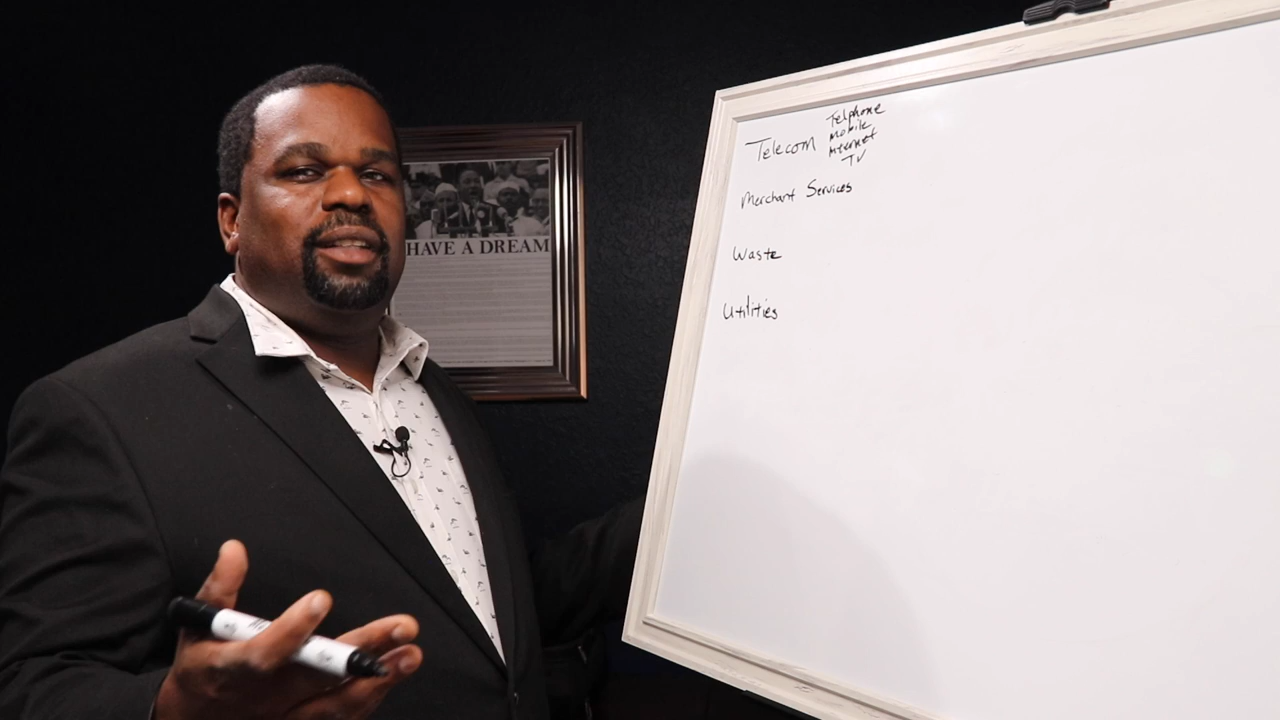 HAVE A DREAM
Telecom
Telphone
Mobile
Internet
TV
Merchant Services
Waste
Utilities